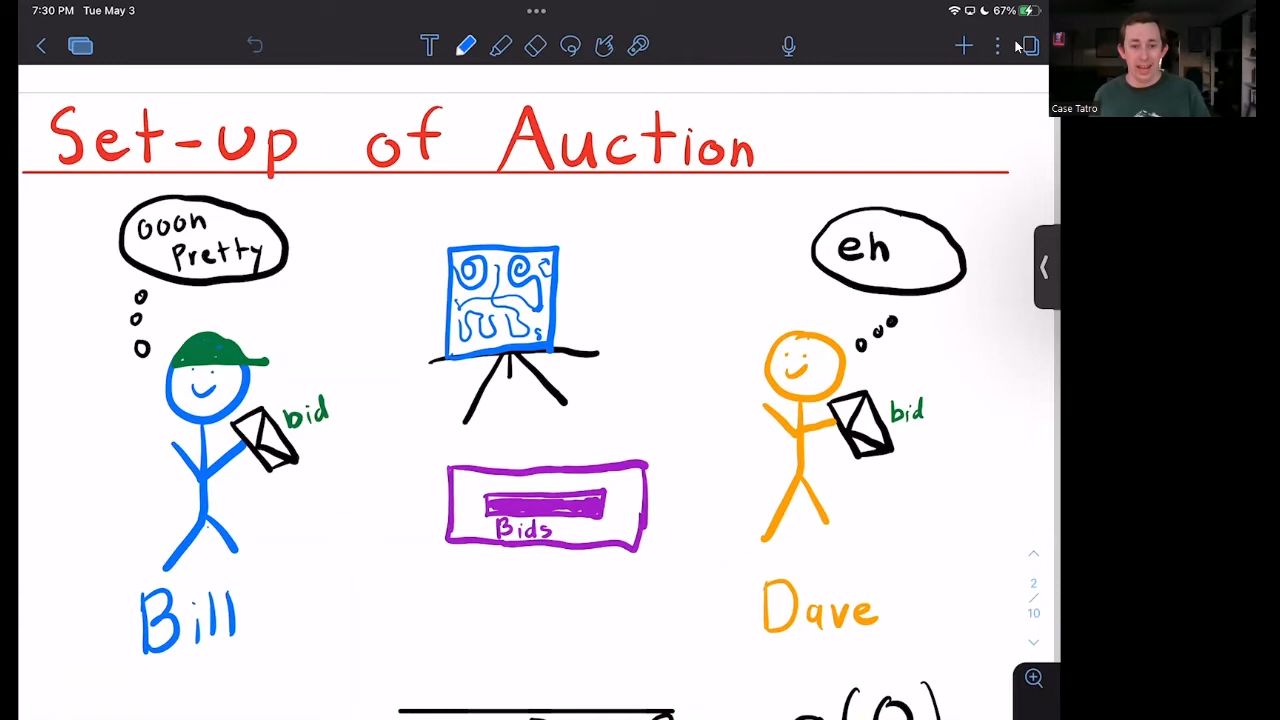 7:30 PM Tue May 3
67%
Case Tatro
Set-up of Auction
oooh
Pretty
eh
bid
bid
Bids
Bill
Dave
2
/
10